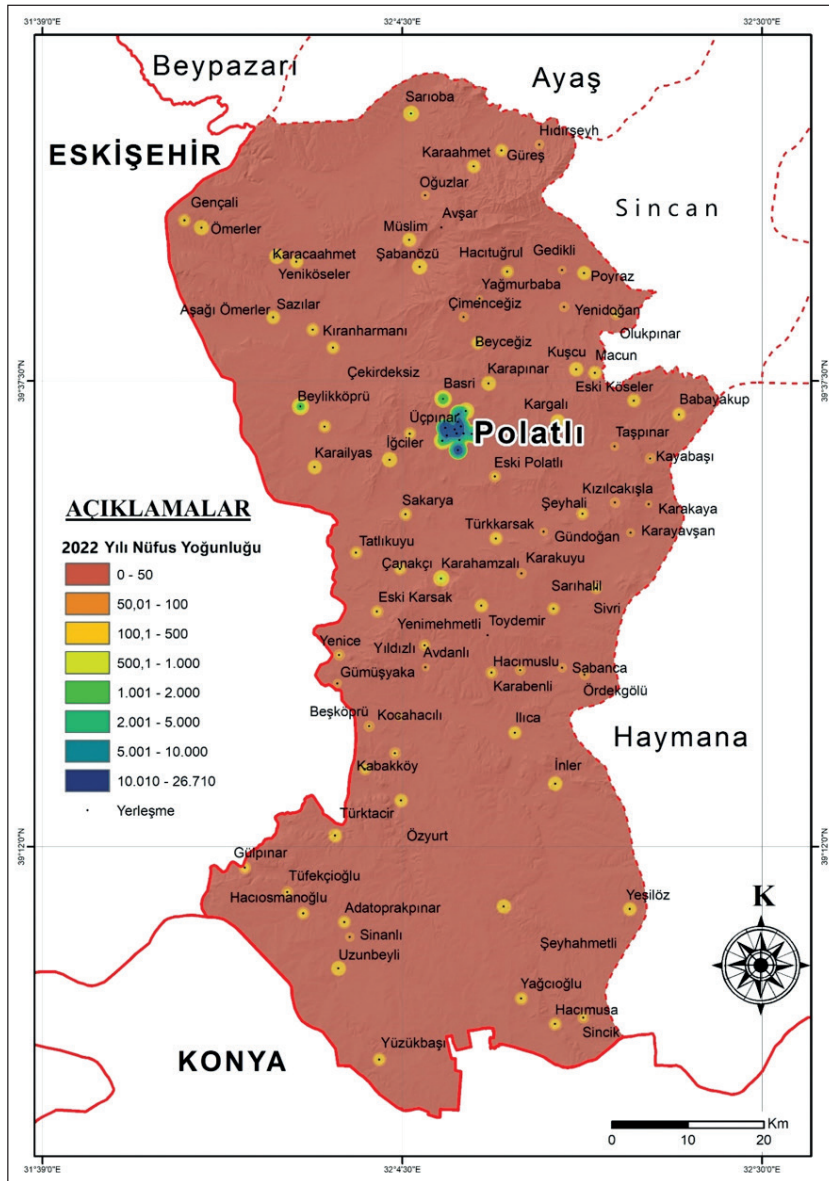 31°39'0"E
32°4'30"E
32°30'0"E
Beypazarı
Ayaş
Sarıoba
ESKİŞEHİR
Hıdırşeyh
Karaahmet
Güreş
Oğuzlar
Gençali
Avşar
Sincan
Ömerler
Müslim
Karacaahmet
Şabanözü
Hacıtuğrul
Gedikli
Yeniköseler
Yağmurbaba
Poyraz
Aşağı Ömerler
Sazılar
Çimenceğiz
Yenidoğan
Kıranharmanı
Olukpınar
Beyceğiz
Kuşcu
Macun
39°37'30"N
39°37'30"N
Çekirdeksiz
Basri
Karapınar
Eski Köseler
Beylikköprü
Babayakup
Üçpınar
Kargalı
Polatlı
Taşpınar
Karailyas
İğciler
Kayabaşı
Eski Polatlı
AÇIKLAMALAR
Kızılcakışla
Sakarya
Şeyhali
Karakaya
2022 Yılı Nüfus Yoğunluğu
Türkkarsak
Gündoğan
Karayavşan
Tatlıkuyu
0 - 50
Çanakçı
Karahamzalı
Karakuyu
50,01 - 100
Sarıhalil
Eski Karsak
Sivri
100,1 - 500
Yenimehmetli
Toydemir
500,1 - 1.000
Yenice
Yıldızlı
Avdanlı
1.001 - 2.000
Hacımuslu
Sabanca
Gümüşyaka
Karabenli
Ördekgölü
2.001 - 5.000
Beşköprü
Kocahacılı
Ilıca
5.001 - 10.000
Haymana
10.010 - 26.710
Kabakköy
İnler
Yerleşme
Türktacir
Özyurt
39°12'0"N
39°12'0"N
Gülpınar
Tüfekçioğlu
Hacıosmanoğlu
Yeşilöz
K
Adatoprakpınar
Sinanlı
Şeyhahmetli
Uzunbeyli
Yağcıoğlu
Hacımusa
Sincik
Yüzükbaşı
KONYA
Km
0 10 20
31°39'0"E
32°4'30"E
32°30'0"E